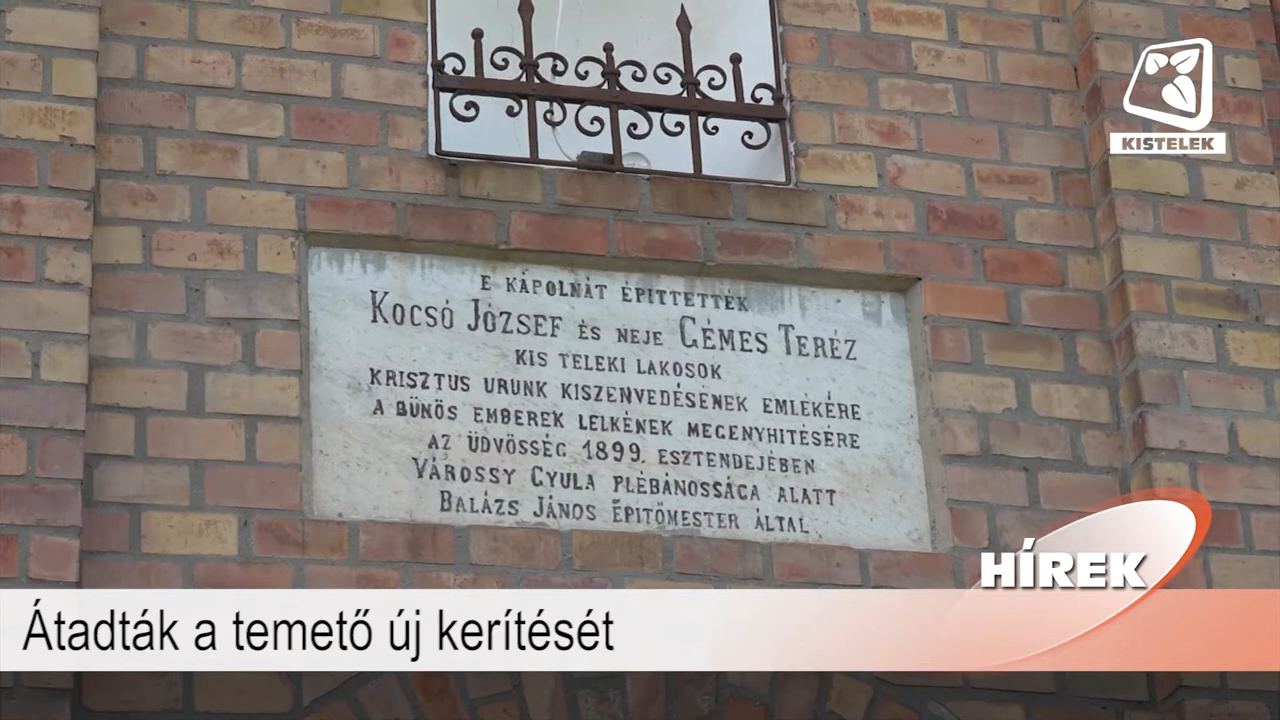 KISTELEK
E KÁPOLNÁT ÉPITTETTÉK
KOCSÓ JÓZSEF ÉS NEJE GÉMES TERÉZ
KIS TELEKI LAKOSOK
KRISZTUS URUNK KISZENVEDÉSÉNEK EMLÉKÉRE
A BŰNÖS EMBEREK LELKÉNEK MEGENYHITÉSÉRE
AZ ÜDVÖSSÉG 1899. ESZTENDEJÉBEN
VÁROSSY GYULA PLÉBÁNOSSÁGA ALATT
BALÁZS JÁNOS ÉPITŐMESTER ÁLTAL.
HÍREK
Átadták a temető új kerítését